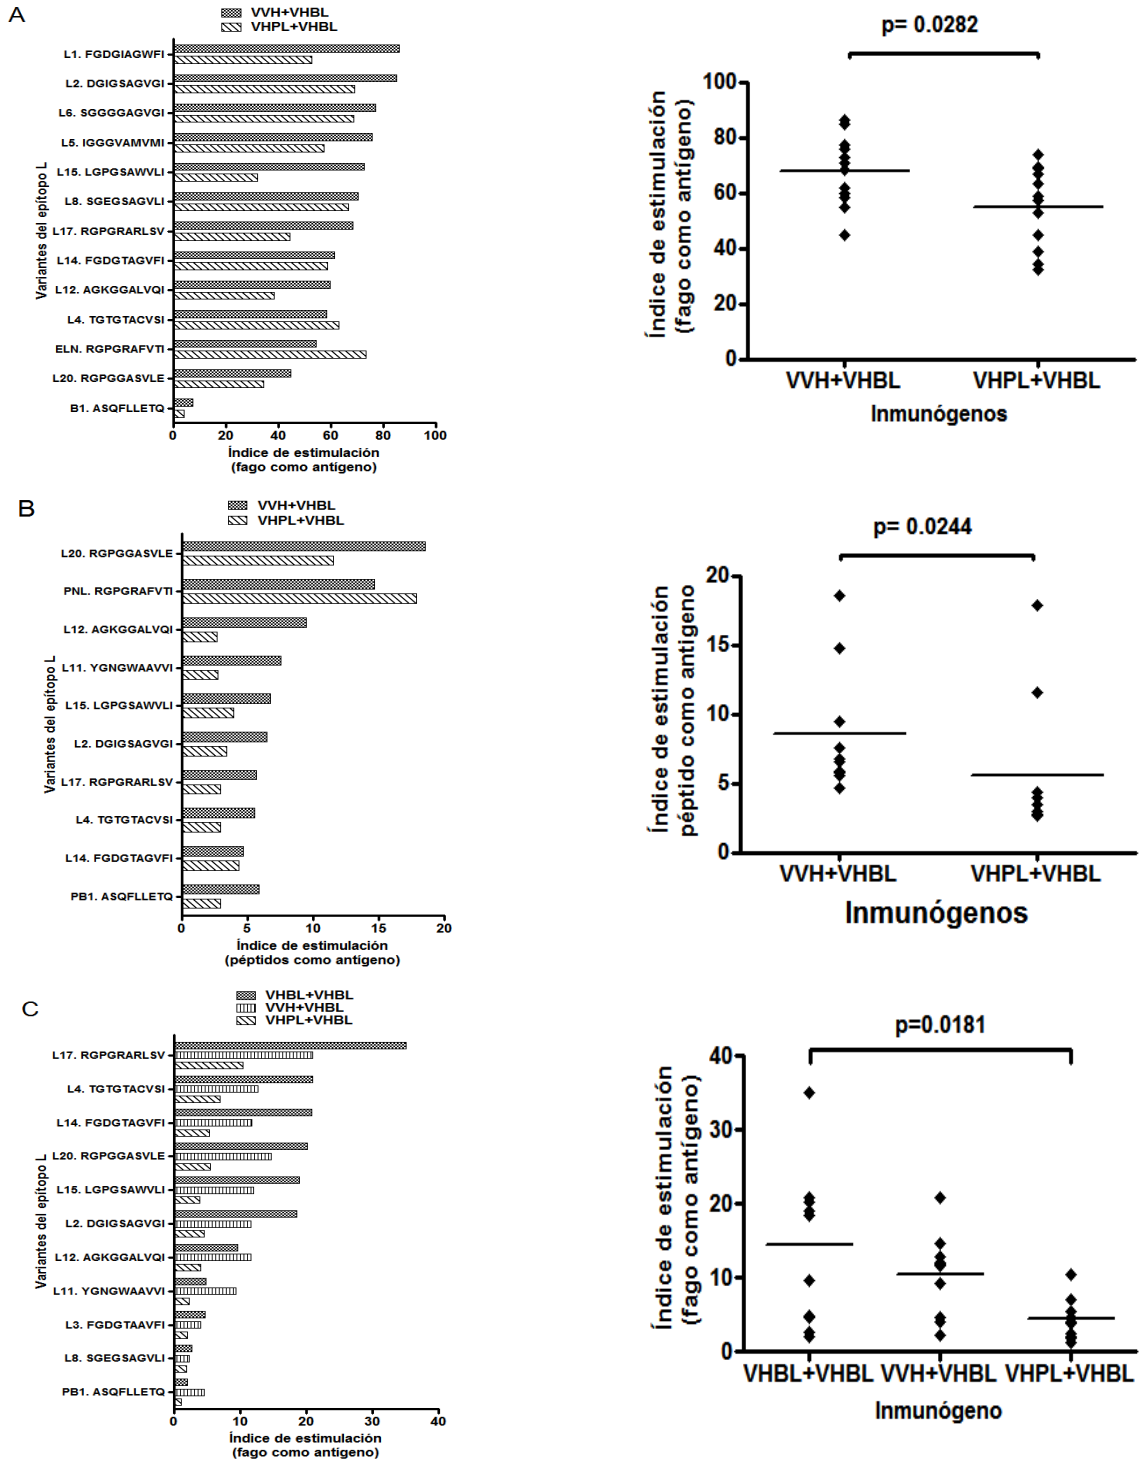 A
VVH+VHBL
VHPL+VHBL
Variantes del epítopo L
L1. FGDGIAGWFI
L2. DGIGSAGVGI
L6. SGGGGAGVGI
L5. IGGGVAMVMI
L15. LGPGSAWVLI
L8. SGEGSAGVLI
L17. RGPGRARLSV
L14. FGDGTAGVFI
L12. AGKGGALVQI
L4. TGTGTACVSI
ELN. RGPGRAFVTI
L20. RGPGGASVLE
B1. ASQFLLETQ
0 20 40 60 80 100
Índice de estimulación
(fago como antígeno)
p= 0.0282
Índice de estimulación
(fago como antígeno)
100
80
60
40
20
0
VVH+VHBL VHPL+VHBL
Inmunógenos
B
VVH+VHBL
VHPL+VHBL
Variantes del epítopo L
L20. RGPGGASVLE
PNL. RGPGRAFVTI
L12. AGKGGALVQI
L11. YGNGWAAVVI
L15. LGPGSAWVLI
L2. DGIGSAGVGI
L17. RGPGRARLSV
L4. TGTGTACVSI
L14. FGDGTAGVFI
PB1. ASQFLLETQ
0 5 10 15 20
Índice de estimulación
(péptidos como antígeno)
p= 0.0244
Índice de estimulación
péptido como antigeno
20
15
10
5
0
VVH+VHBL VHPL+VHBL
Inmunógenos
C
VHBL+VHBL
VVH+VHBL
VHPL+VHBL
Variantes del epítopo L
L17. RGPGRARLSV
L4. TGTGTACVSI
L14. FGDGTAGVFI
L20. RGPGGASVLE
L15. LGPGSAWVLI
L2. DGIGSAGVGI
L12. AGKGGALVQI
L11. YGNGWAAVVI
L3. FGDGTAAVFI
L8. SGEGSAGVLI
PB1. ASQFLLETQ
0 10 20 30 40
Índice de estimulación
(fago como antígeno)
p=0.0181
Índice de estimulación
(fago como antígeno)
40
30
20
10
0
VHBL+VHBL VVH+VHBL VHPL+VHBL
Inmunógeno